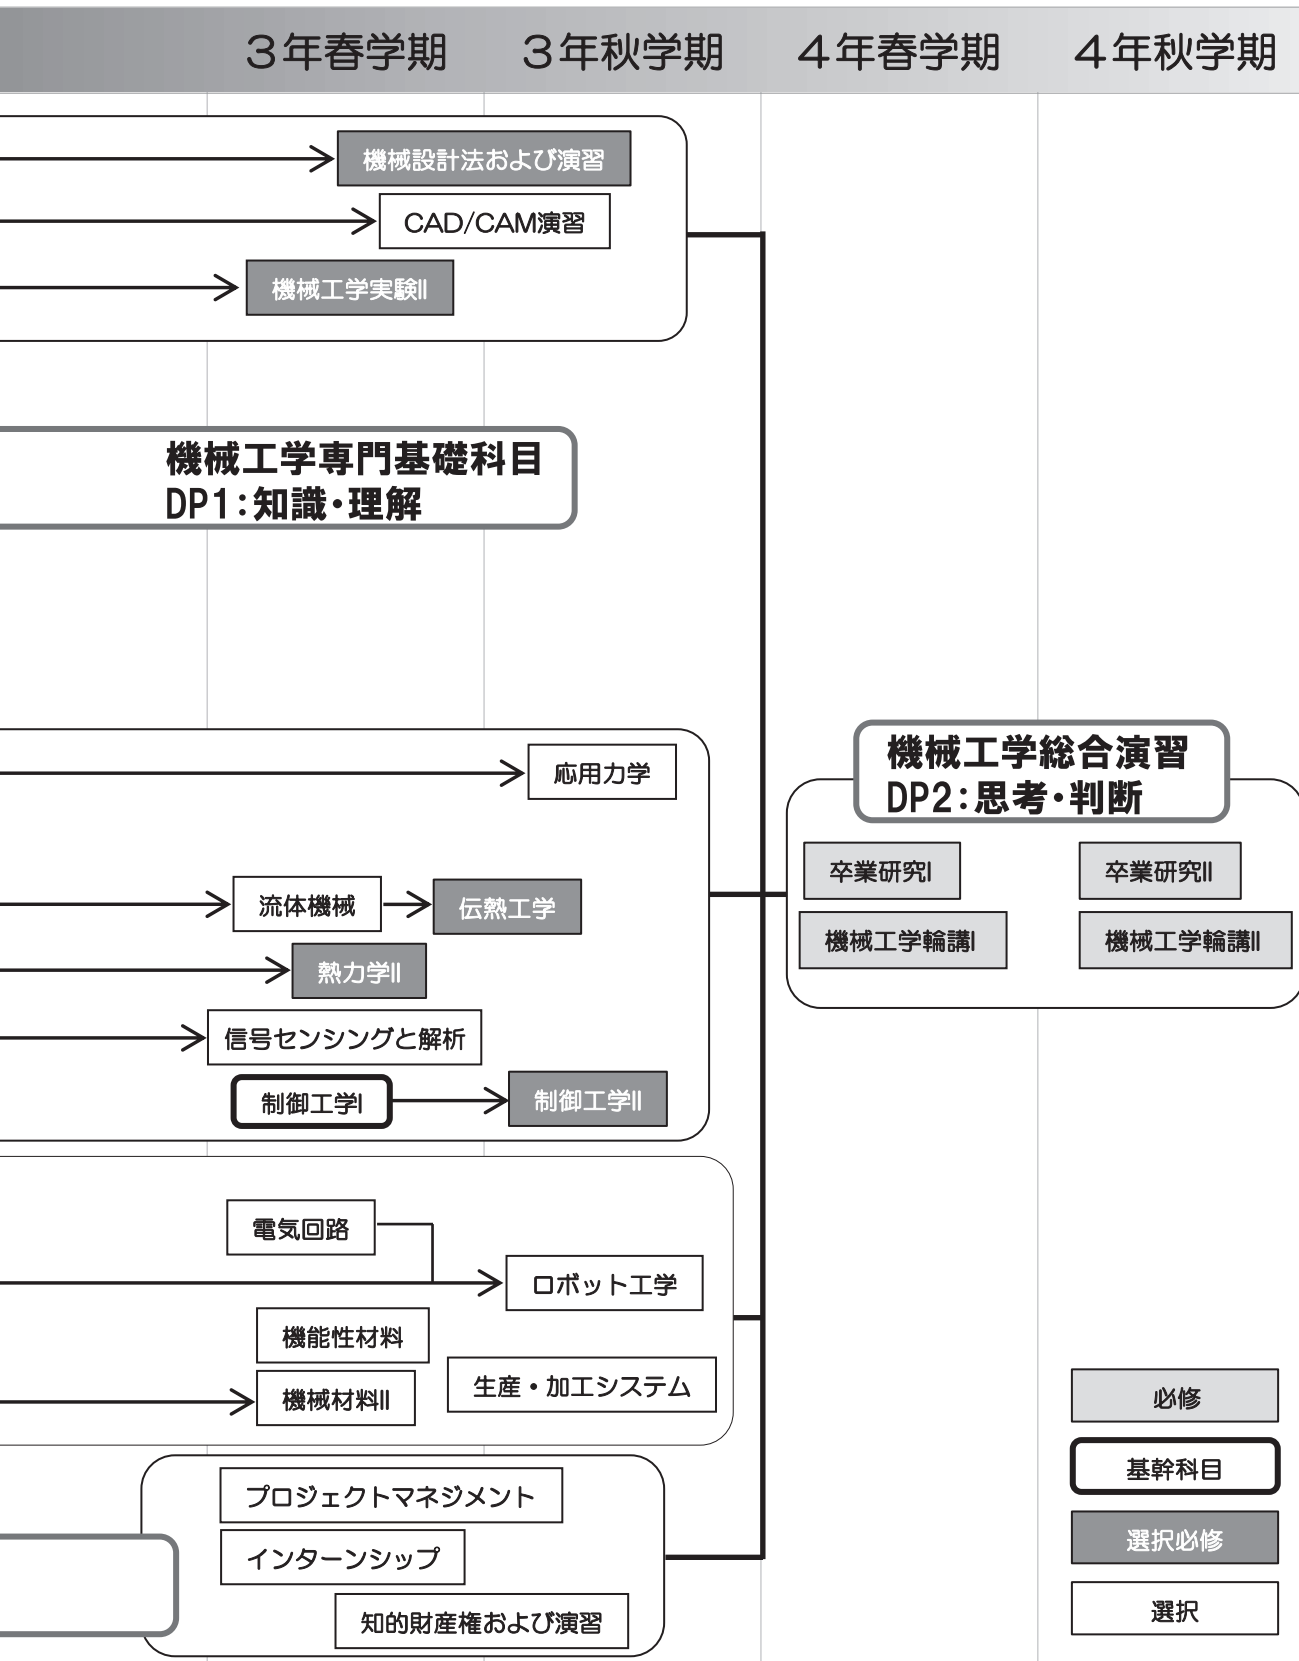 3年春学期 3年秋学期 4年春学期 4年秋学期
機械設計法および演習
CAD/CAM演習
機械工学実験II
機械工学専門基礎科目
DP1:知識・理解
応用力学
機械工学総合演習
DP2:思考・判断
卒業研究I 卒業研究II
流体機械 伝熱工学
機械工学輪講I 機械工学輪講II
熱力学II
信号センシングと解析
制御工学I 制御工学II
電気回路
ロボット工学
機能性材料
生産・加工システム
機械材料II
必修
基幹科目
プロジェクトマネジメント
選択必修
インターンシップ
選択
知的財産権および演習